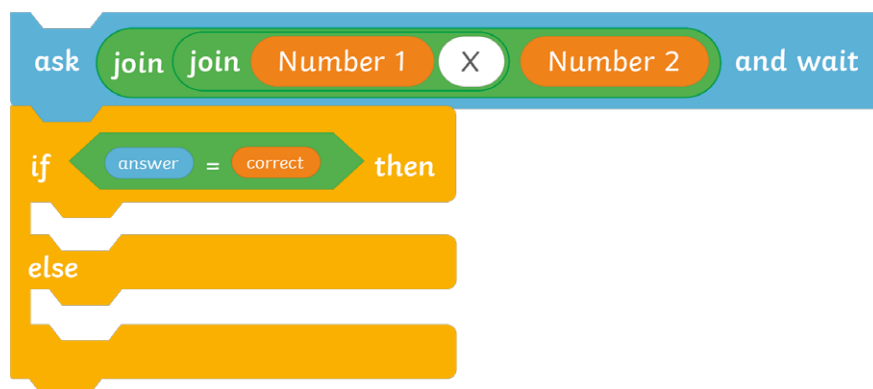 ask join join Number 1 X Number 2 and wait
if answer = correct then
else